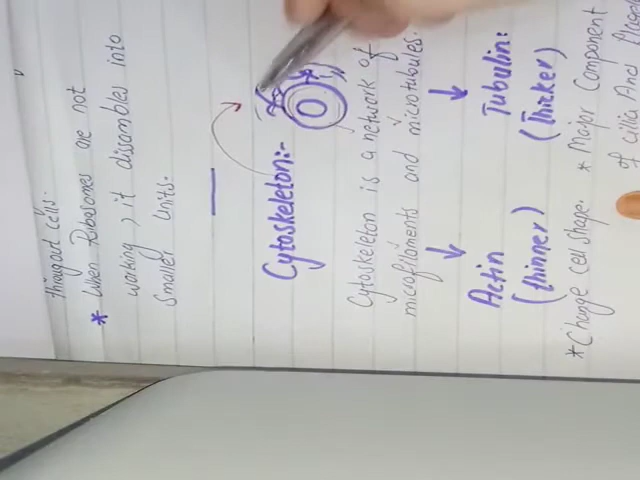 througout cells.
* When Ribosomes are not
working, it dissembles into
smaller units.
Cytoskeleton:-
Cytoskeleton is a network of
microfilaments and microtubules.
Actin
(thinner)
* Change cell shape.
Tubulin:
(Thicker)
* Major Component
of cilia And